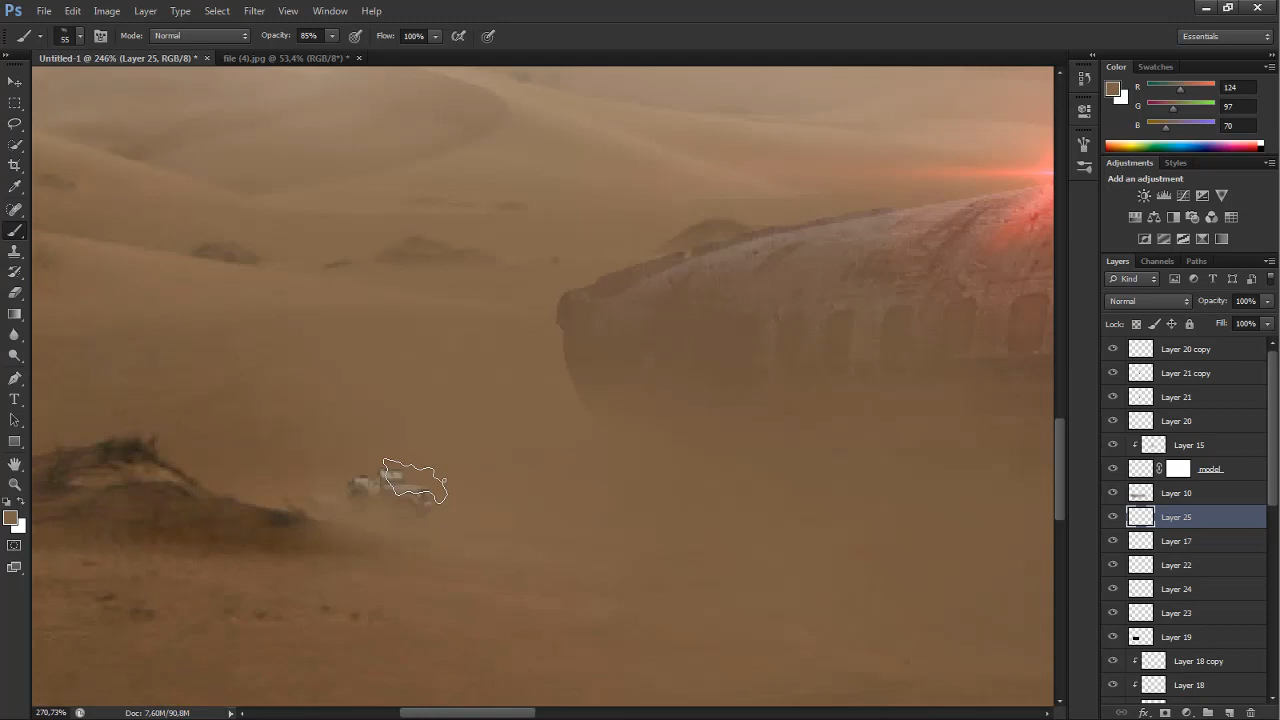 Ps File Edit Image Layer Type Select Filter View Window Help
55 Mode: Normal Opacity: 85% Flow: 100% Essentials
Untitled-1 @ 246% (Layer 25, RGB/8) * × file (4).jpg @ 53,4% (RGB/8*) * ×
Color Swatches
R 124
G 97
B 70
Adjustments Styles
Add an adjustment
Layers Channels Paths
Kind
Normal Opacity: 100%
Lock: Fill: 100%
Layer 20 copy
Layer 21 copy
Layer 21
Layer 20
Layer 15
model
Layer 10
Layer 25
Layer 17
Layer 22
Layer 24
Layer 23
Layer 19
Layer 18 copy
Layer 18
270,73% Doc: 7,60M/90,8M